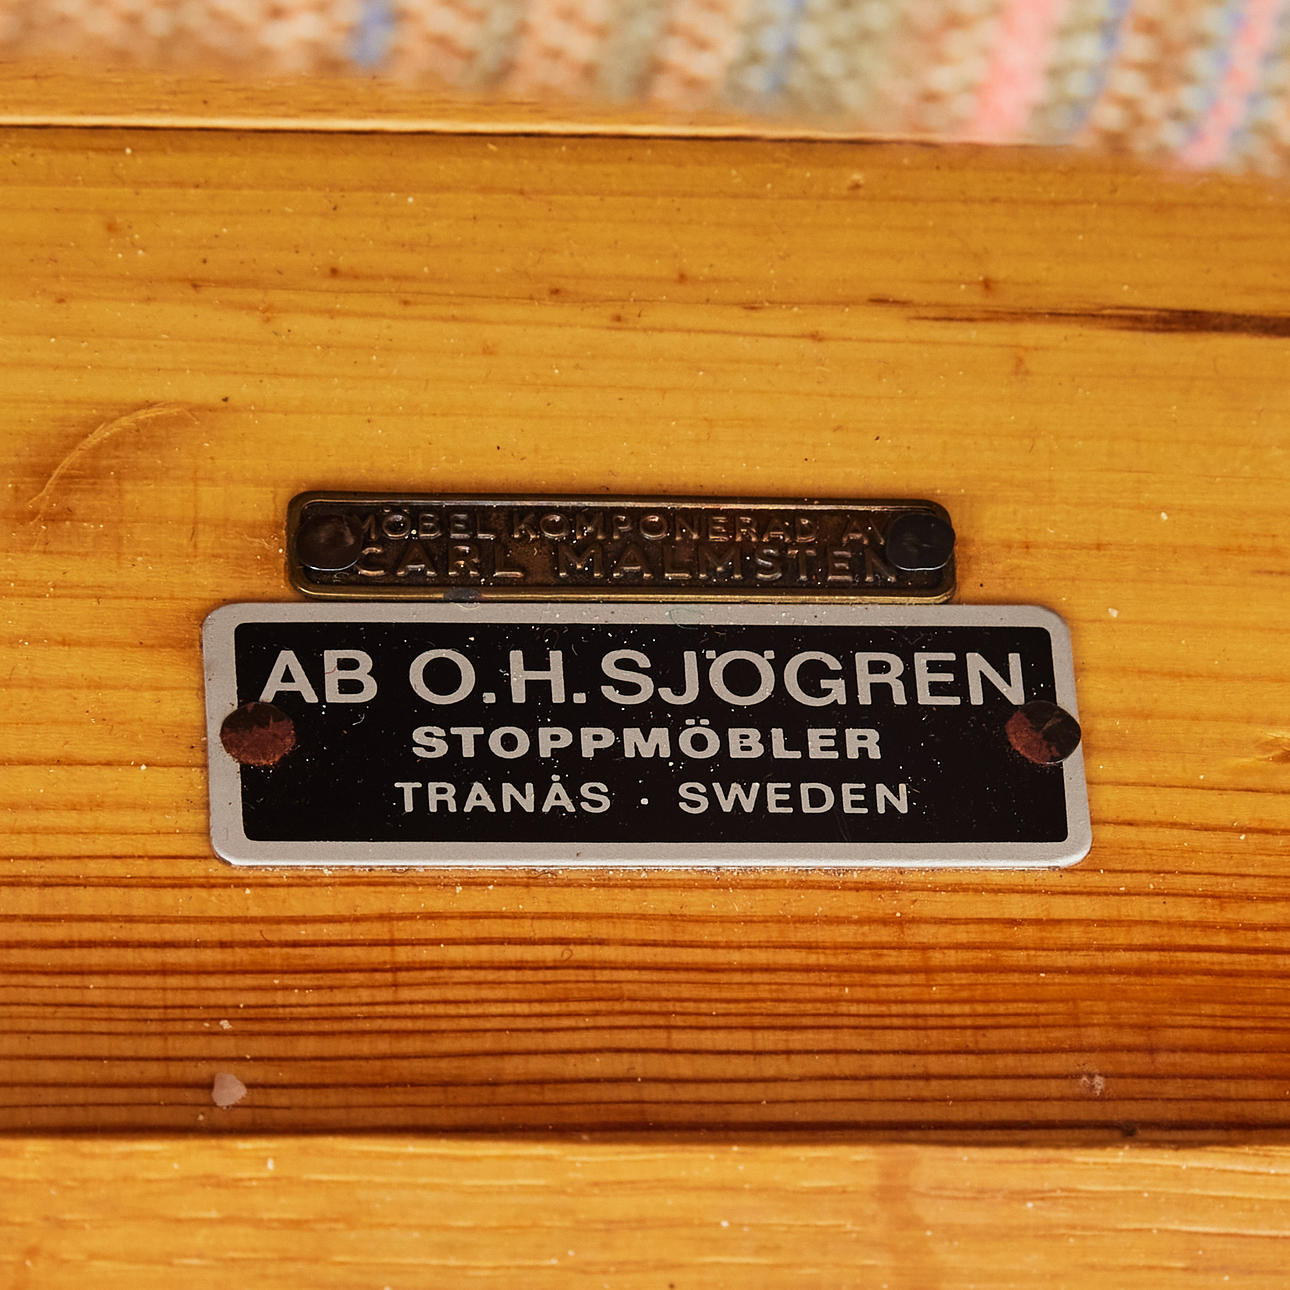 MÖBEL KOMPONERAD AV
CARL MALMSTEN
AB O.H. SJÖGREN
STOPPMÖBLER
TRANÅS · SWEDEN